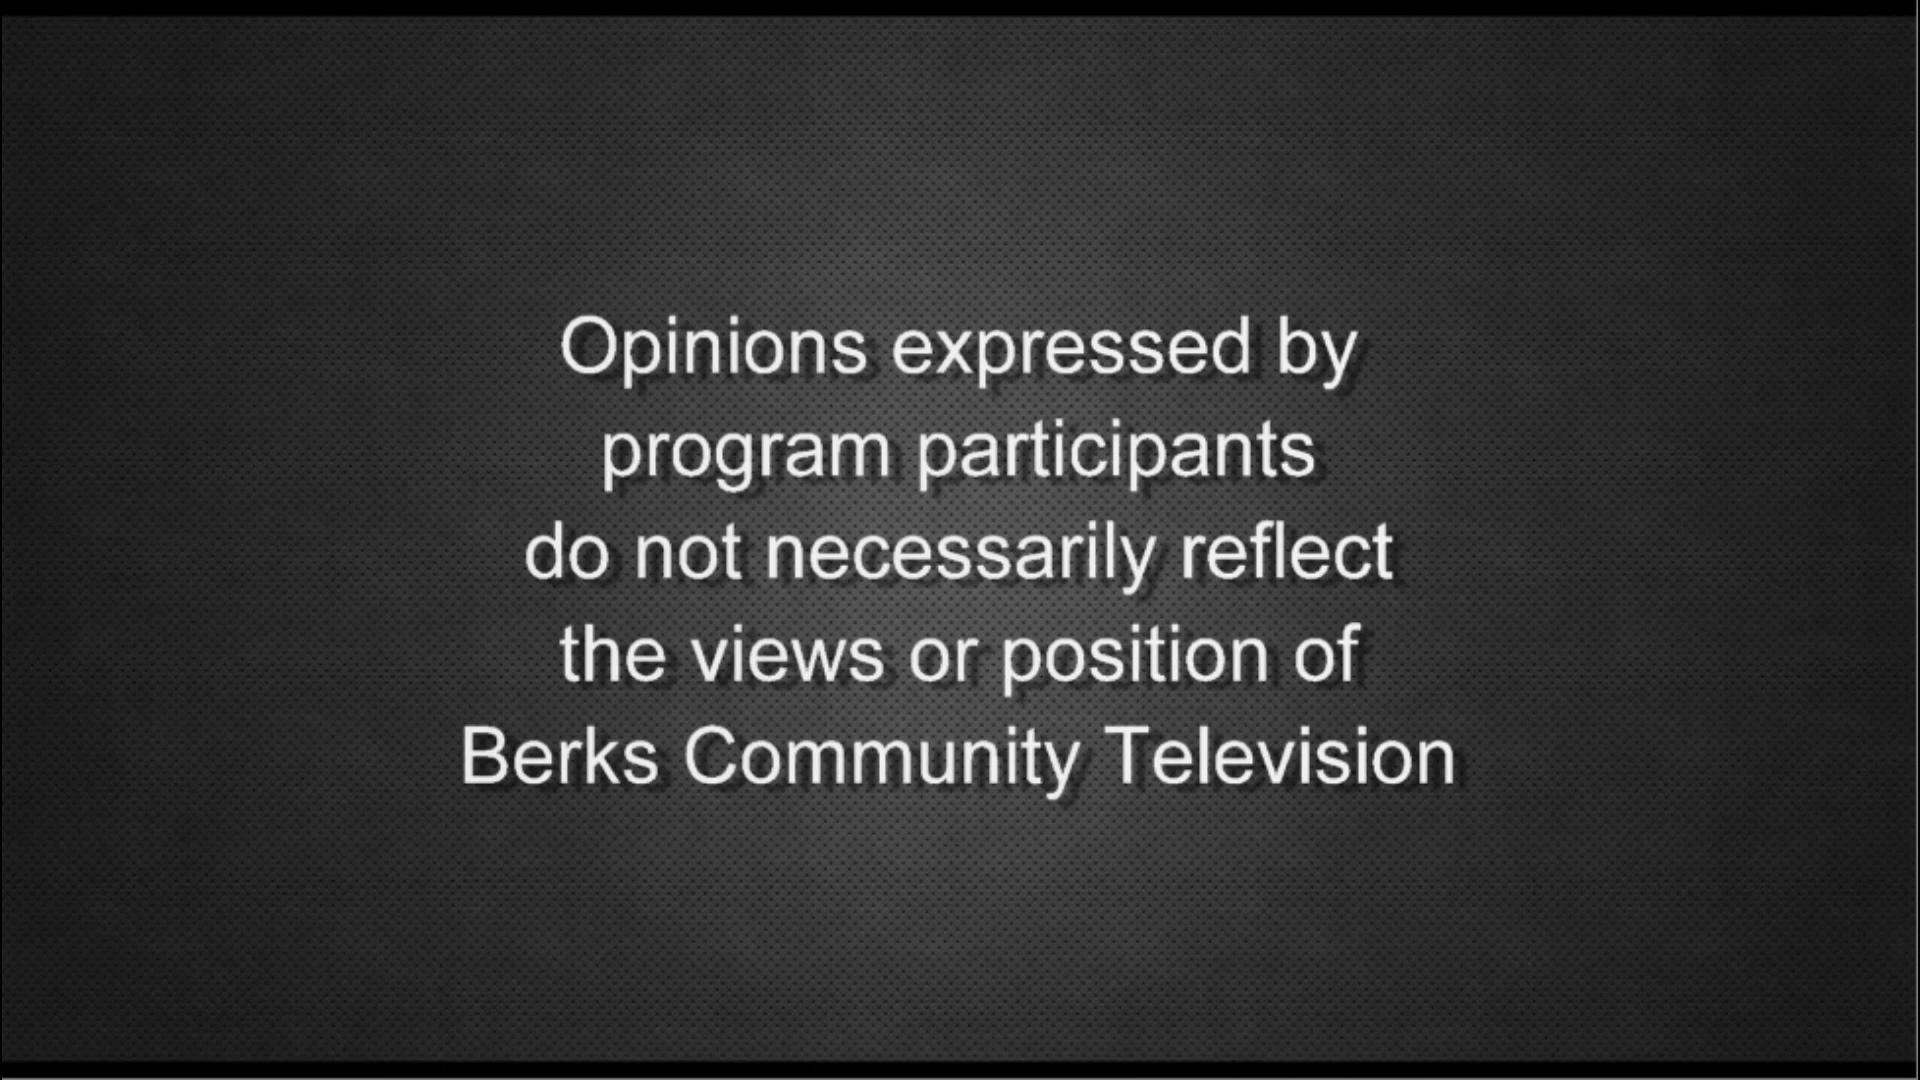 Opinions expressed by
program participants
do not necessarily reflect
the views or position of
Berks Community Television